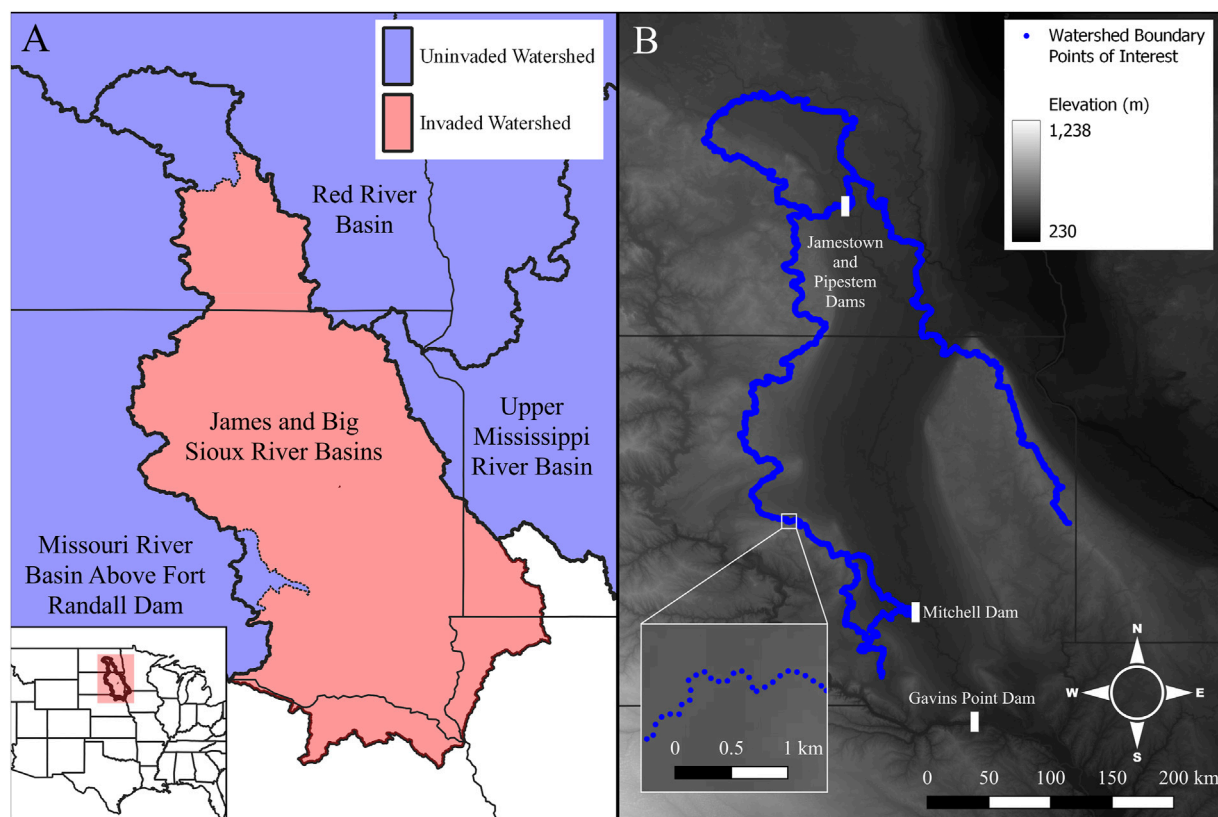 A
Uninvaded Watershed
Invaded Watershed
Red River
Basin
James and Big
Sioux River Basins
Upper
Mississippi
River Basin
Missouri River
Basin Above Fort
Randall Dam
B
Watershed Boundary
Points of Interest
Elevation (m)
1,238
230
Jamestown
and
Pipestem
Dams
Mitchell Dam
Gavins Point Dam
0 0.5 1 km
N
W E
S
0 50 100 150 200 km